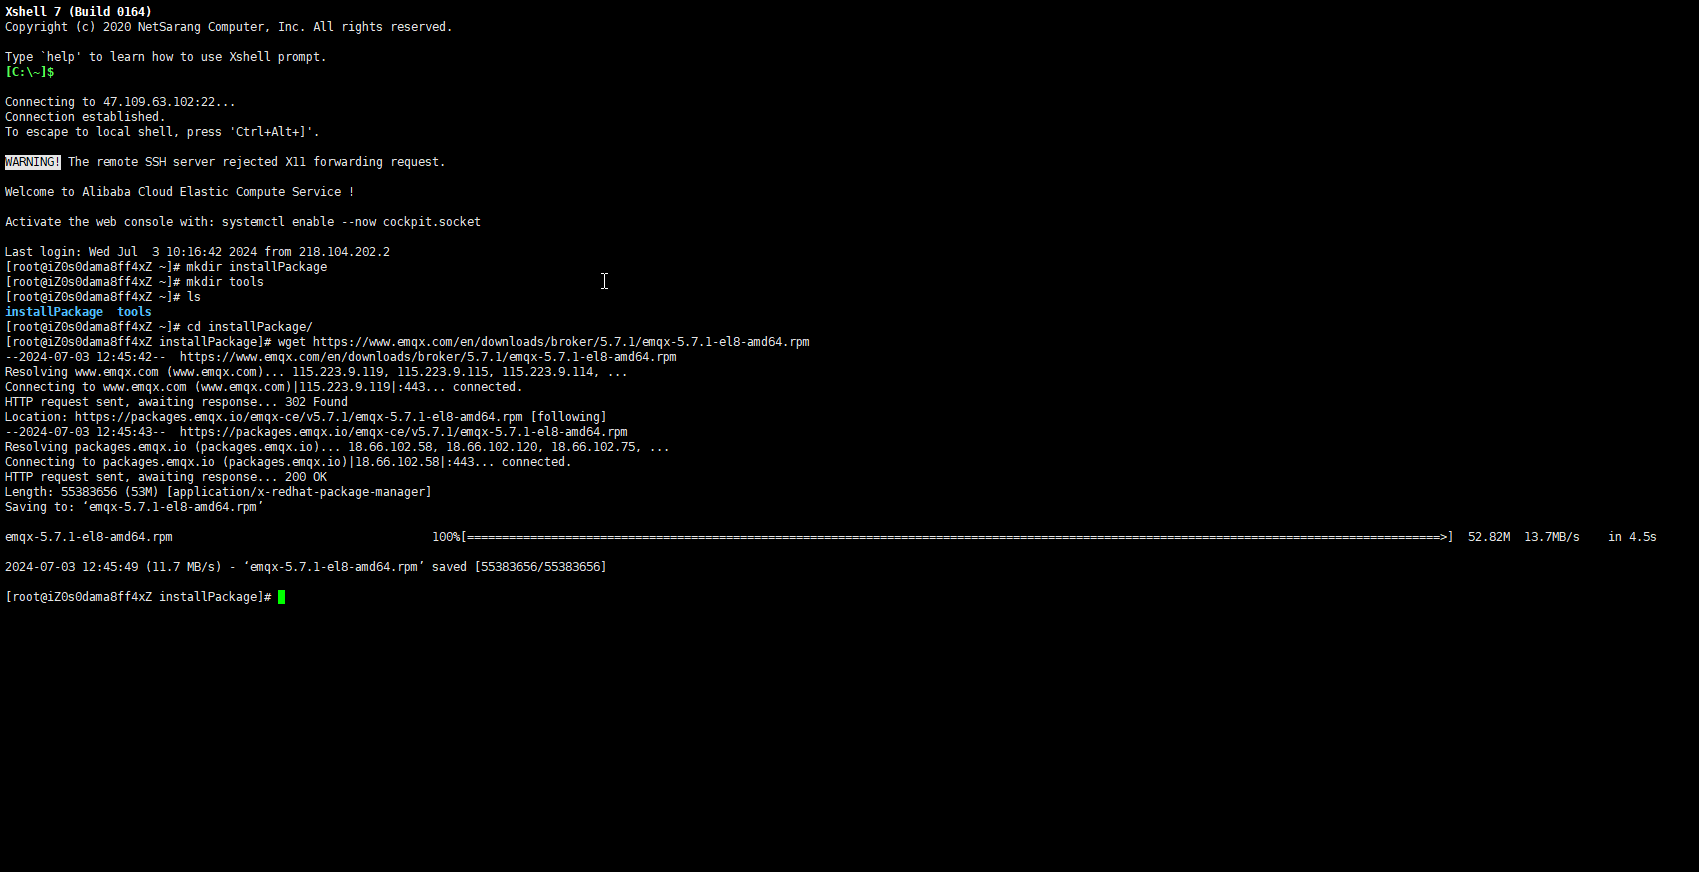 Xshell 7 (Build 0164)
Copyright (c) 2020 NetSarang Computer, Inc. All rights reserved.
Type `help' to learn how to use Xshell prompt.
[C:\~]$
Connecting to 47.109.63.102:22...
Connection established.
To escape to local shell, press 'Ctrl+Alt+]'.
WARNING! The remote SSH server rejected X11 forwarding request.
Welcome to Alibaba Cloud Elastic Compute Service !
Activate the web console with: systemctl enable --now cockpit.socket
Last login: Wed Jul  3 10:16:42 2024 from 218.104.202.2
[root@iZ0s0dama8ff4xZ ~]# mkdir installPackage
[root@iZ0s0dama8ff4xZ ~]# mkdir tools
[root@iZ0s0dama8ff4xZ ~]# ls
installPackage  tools
[root@iZ0s0dama8ff4xZ ~]# cd installPackage/
[root@iZ0s0dama8ff4xZ installPackage]# wget https://www.emqx.com/en/downloads/broker/5.7.1/emqx-5.7.1-el8-amd64.rpm
--2024-07-03 12:45:42--  https://www.emqx.com/en/downloads/broker/5.7.1/emqx-5.7.1-el8-amd64.rpm
Resolving www.emqx.com (www.emqx.com)... 115.223.9.119, 115.223.9.115, 115.223.9.114, ...
Connecting to www.emqx.com (www.emqx.com)|115.223.9.119|:443... connected.
HTTP request sent, awaiting response... 302 Found
Location: https://packages.emqx.io/emqx-ce/v5.7.1/emqx-5.7.1-el8-amd64.rpm [following]
--2024-07-03 12:45:43--  https://packages.emqx.io/emqx-ce/v5.7.1/emqx-5.7.1-el8-amd64.rpm
Resolving packages.emqx.io (packages.emqx.io)... 18.66.102.58, 18.66.102.120, 18.66.102.75, ...
Connecting to packages.emqx.io (packages.emqx.io)|18.66.102.58|:443... connected.
HTTP request sent, awaiting response... 200 OK
Length: 55383656 (53M) [application/x-redhat-package-manager]
Saving to: ‘emqx-5.7.1-el8-amd64.rpm’
emqx-5.7.1-el8-amd64.rpm 100%[===========================================================================================================================================>] 52.82M 13.7MB/s in 4.5s
2024-07-03 12:45:49 (11.7 MB/s) - ‘emqx-5.7.1-el8-amd64.rpm’ saved [55383656/55383656]
[root@iZ0s0dama8ff4xZ installPackage]#